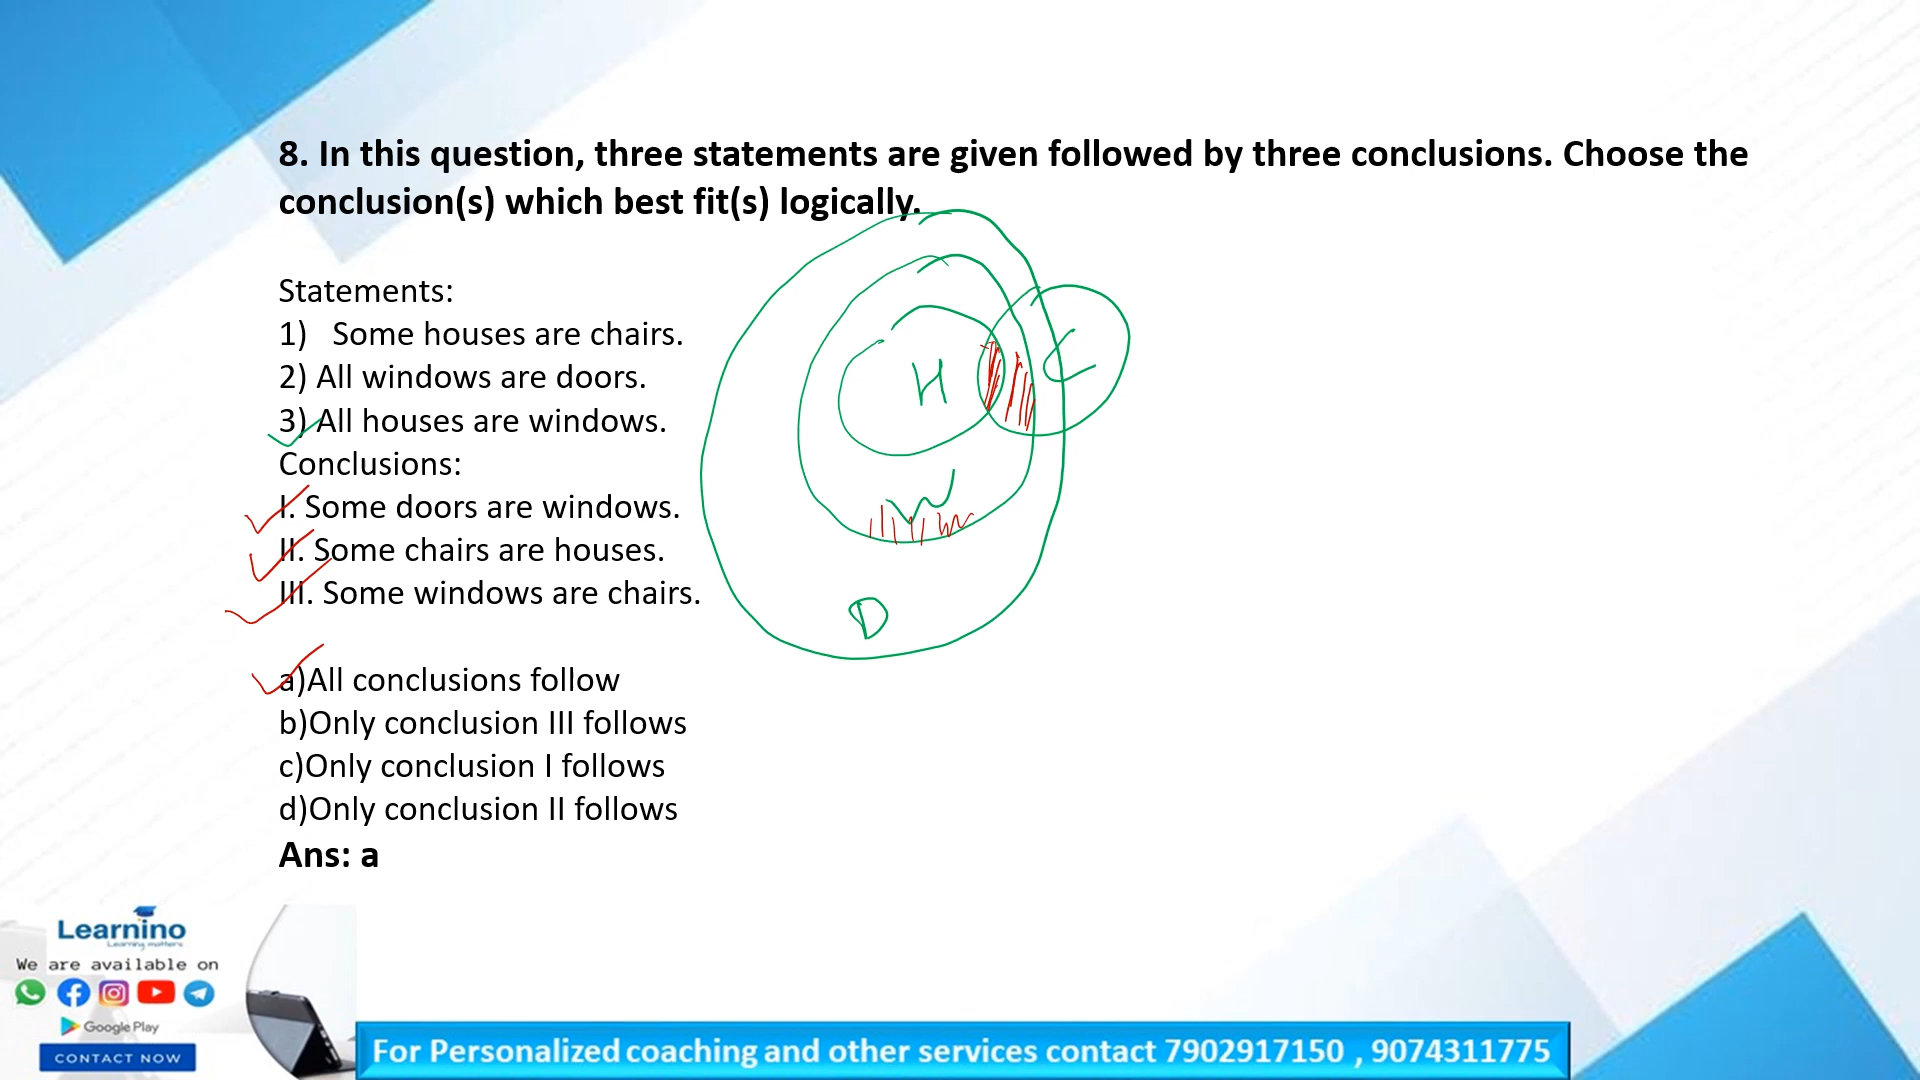 8. In this question, three statements are given followed by three conclusions. Choose the
conclusion(s) which best fit(s) logically.
Statements:
1) Some houses are chairs.
2) All windows are doors.
3) All houses are windows.
Conclusions:
I. Some doors are windows.
II. Some chairs are houses.
III. Some windows are chairs.
a)All conclusions follow
b)Only conclusion III follows
c)Only conclusion I follows
d)Only conclusion II follows
Ans: a
H
C
W
D
Learnino
Learning matters
We are available on
Google Play
CONTACT NOW
For Personalized coaching and other services contact 7902917150 , 9074311775